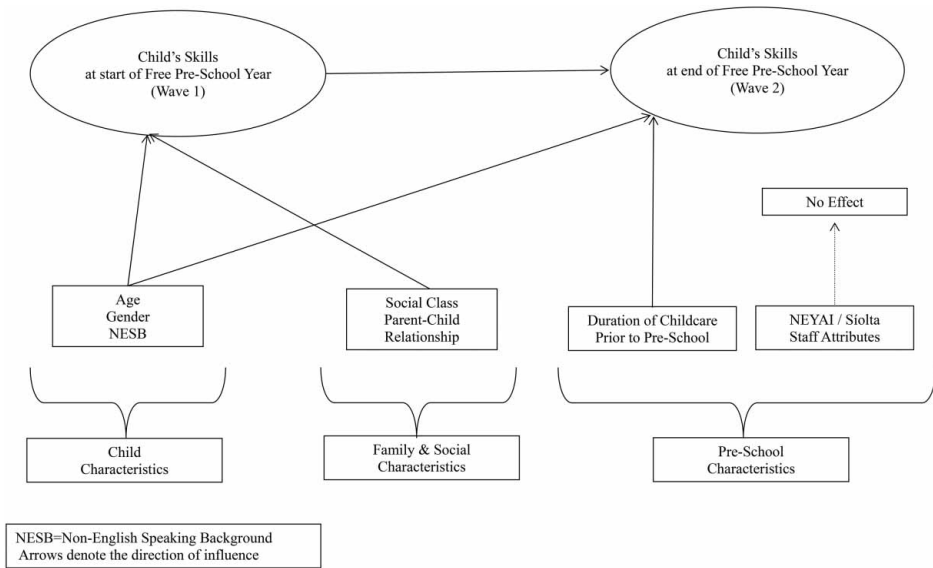 Child's Skills
at start of Free Pre-School Year
(Wave 1)
Child's Skills
at end of Free Pre-School Year
(Wave 2)
No Effect
Age
Gender
NESB
Social Class
Parent-Child
Relationship
Duration of Childcare
Prior to Pre-School
NEYAI / Síolta
Staff Attributes
Child
Characteristics
Family & Social
Characteristics
Pre-School
Characteristics
NESB=Non-English Speaking Background
Arrows denote the direction of influence